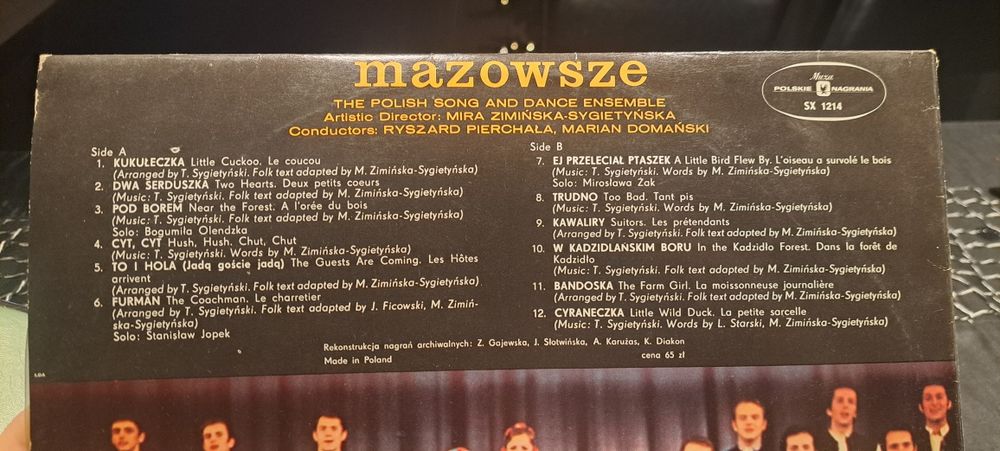 mazowsze
THE POLISH SONG AND DANCE ENSEMBLE
Artistic Director: MIRA ZIMIŃSKA-SYGIETYŃSKA
Conductors: RYSZARD PIERCHAŁA, MARIAN DOMAŃSKI
Muza
POLSKIE NAGRANIA
SX 1214
Side A
1. KUKUŁECZKA Little Cuckoo. Le coucou
(Arranged by T. Sygietyński. Folk text adapted by M. Zimińska-Sygietyńska)
2. DWA SERDUSZKA Two Hearts. Deux petits coeurs
(Music: T. Sygietyński. Folk text adapted by M. Zimińska-Sygietyńska)
3. POD BOREM Near the Forest. A l'orée du bois
(Music: T. Sygietyński. Folk text adapted by M. Zimińska-Sygietyńska)
Solo: Bogumiła Olendzka
4. CYT, CYT Hush, Hush. Chut, Chut
(Music: T. Sygietyński. Words by M. Zimińska-Sygietyńska)
5. TO I HOLA (Jadą goście jadą) The Guests Are Coming. Les Hôtes
arrivent
(Arranged by T. Sygietyński. Folk text adapted by M. Zimińska-Sygietyńska)
6. FURMAN The Coachman. Le charretier
(Arranged by T. Sygietyński. Folk text adapted by J. Ficowski, M. Zimiń-
ska-Sygietyńska)
Solo: Stanisław Jopek
Side B
7. EJ PRZELECIAŁ PTASZEK A Little Bird Flew By. L'oiseau a survolé le bois
(Music: T. Sygietyński. Words by M. Zimińska-Sygietyńska)
Solo: Mirosława Żak
8. TRUDNO Too Bad. Tant pis
(Music: T. Sygietyński. Words by M. Zimińska-Sygietyńska)
9. KAWALIRY Suitors. Les prétendants
(Arranged by T. Sygietyński. Folk text adapted by M. Zimińska-Sygietyńska)
10. W KADZIDLAŃSKIM BORU In the Kadzidło Forest. Dans la forêt de
Kadzidło
(Music: T. Sygietyński. Folk text adapted by M. Zimińska-Sygietyńska)
11. BANDOSKA The Farm Girl. La moissonneuse journalière
(Arranged by T. Sygietyński. Folk text adapted by M. Zimińska-Sygietyńska)
12. CYRANECZKA Little Wild Duck. La petite sarcelle
(Music: T. Sygietyński. Words by L. Starski, M. Zimińska-Sygietyńska)
Rekonstrukcja nagrań archiwalnych: Z. Gajewska, J. Słotwińska, A. Karużas, K. Diakon
Made in Poland cena 65 zł